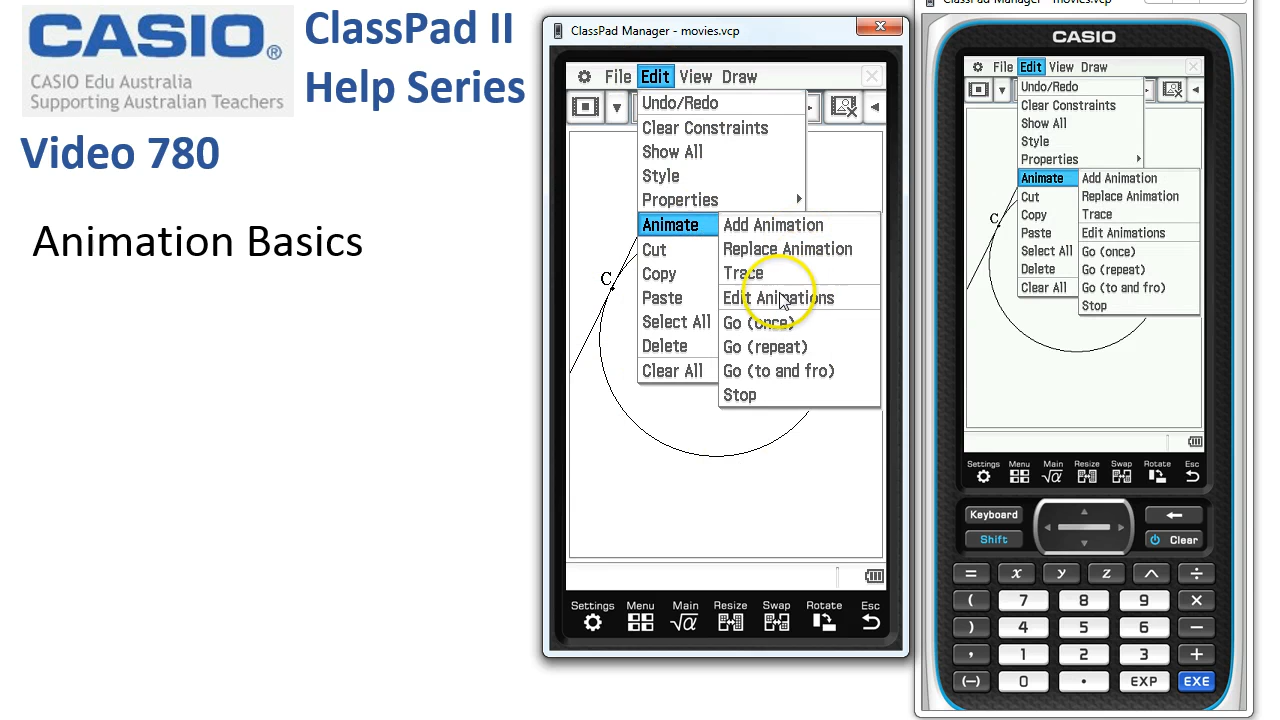 CASIO®
CASIO Edu Australia
Supporting Australian Teachers
ClassPad II
Help Series
Video 780
Animation Basics
ClassPad Manager - movies.vcp
File Edit View Draw
Undo/Redo
Clear Constraints
Show All
Style
Properties
Animate
Cut
Copy
Paste
Select All
Delete
Clear All
Add Animation
Replace Animation
Trace
Edit Animations
Go (once)
Go (repeat)
Go (to and fro)
Stop
C
Settings Menu Main Resize Swap Rotate Esc
ClassPad Manager - movies.vcp
CASIO
File Edit View Draw
Undo/Redo
Clear Constraints
Show All
Style
Properties
Animate
Cut
Copy
Paste
Select All
Delete
Clear All
Add Animation
Replace Animation
Trace
Edit Animations
Go (once)
Go (repeat)
Go (to and fro)
Stop
C
Settings Menu Main Resize Swap Rotate Esc
Keyboard
Shift Clear
= x y z ^ ÷
( 7 8 9 ×
) 4 5 6 −
, 1 2 3 +
(−) 0 • EXP EXE